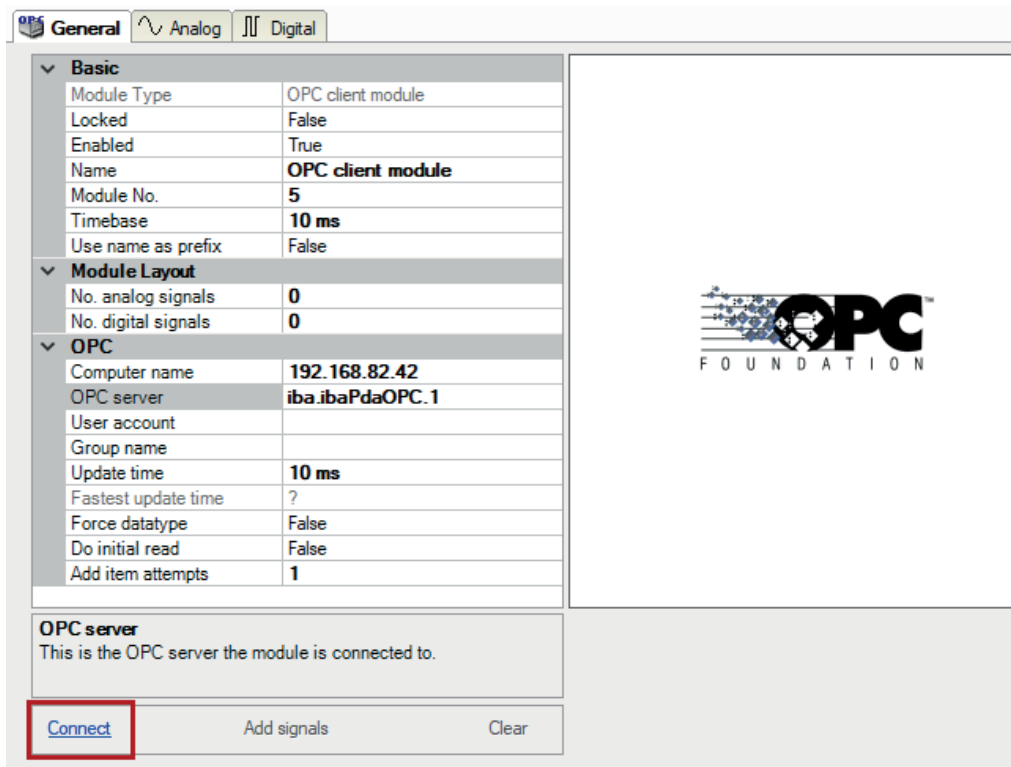 OPC General Analog Digital
Basic
Module Type OPC client module
Locked False
Enabled True
Name OPC client module
Module No. 5
Timebase 10 ms
Use name as prefix False
Module Layout
No. analog signals 0
No. digital signals 0
OPC
Computer name 192.168.82.42
OPC server iba.ibaPdaOPC.1
User account
Group name
Update time 10 ms
Fastest update time ?
Force datatype False
Do initial read False
Add item attempts 1
OPC™
FOUNDATION
OPC server
This is the OPC server the module is connected to.
Connect Add signals Clear